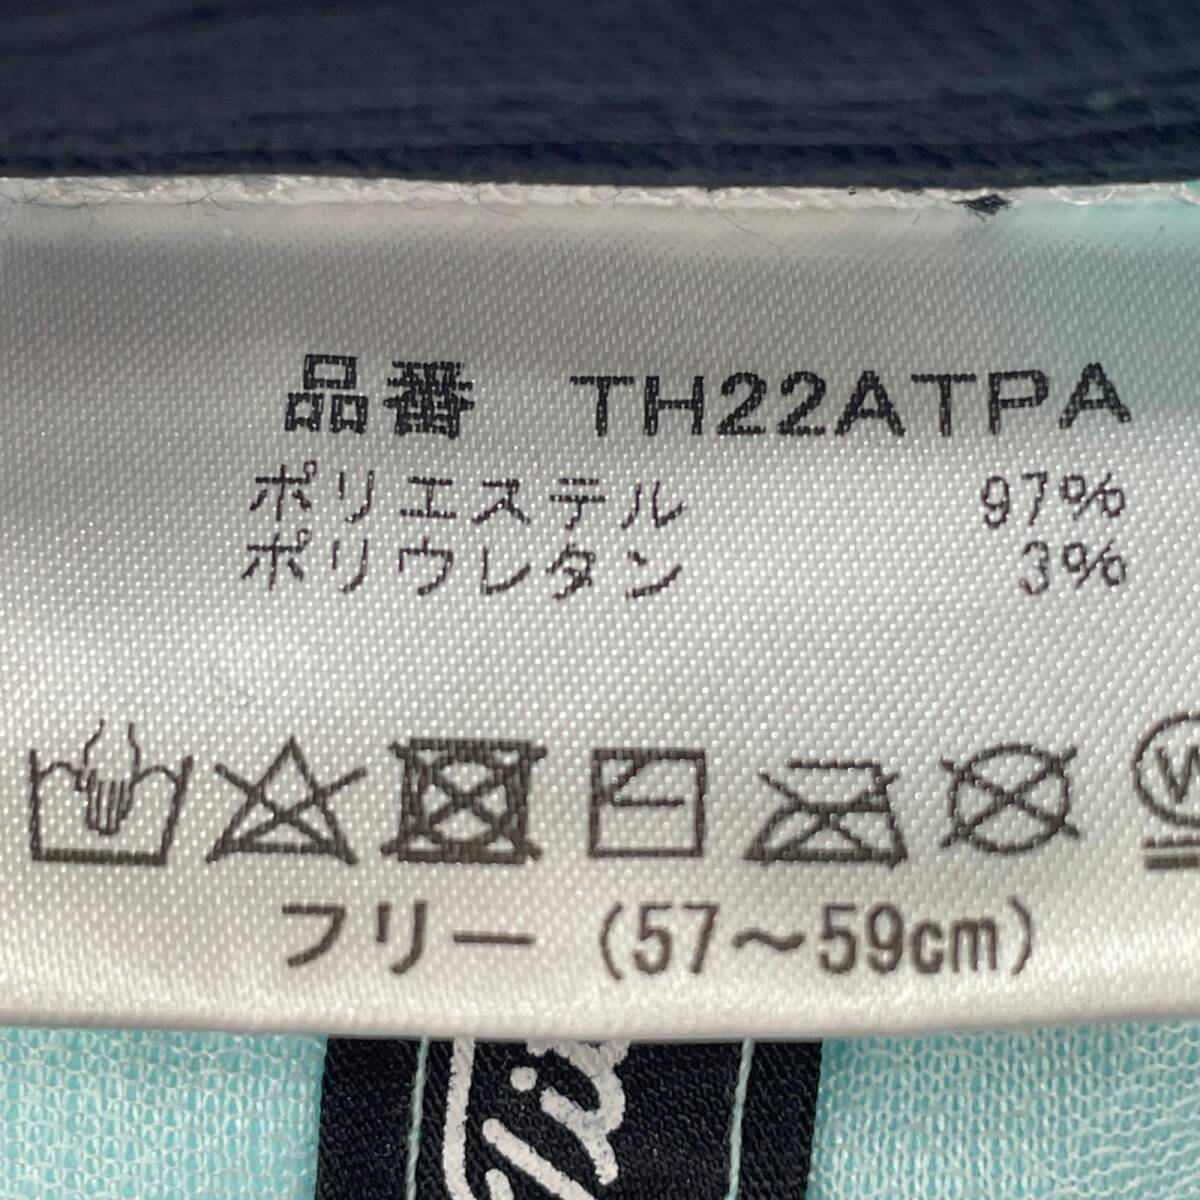 品番 TH22ATPA
ポリエステル 97%
ポリウレタン 3%
W
フリー (57～59cm)